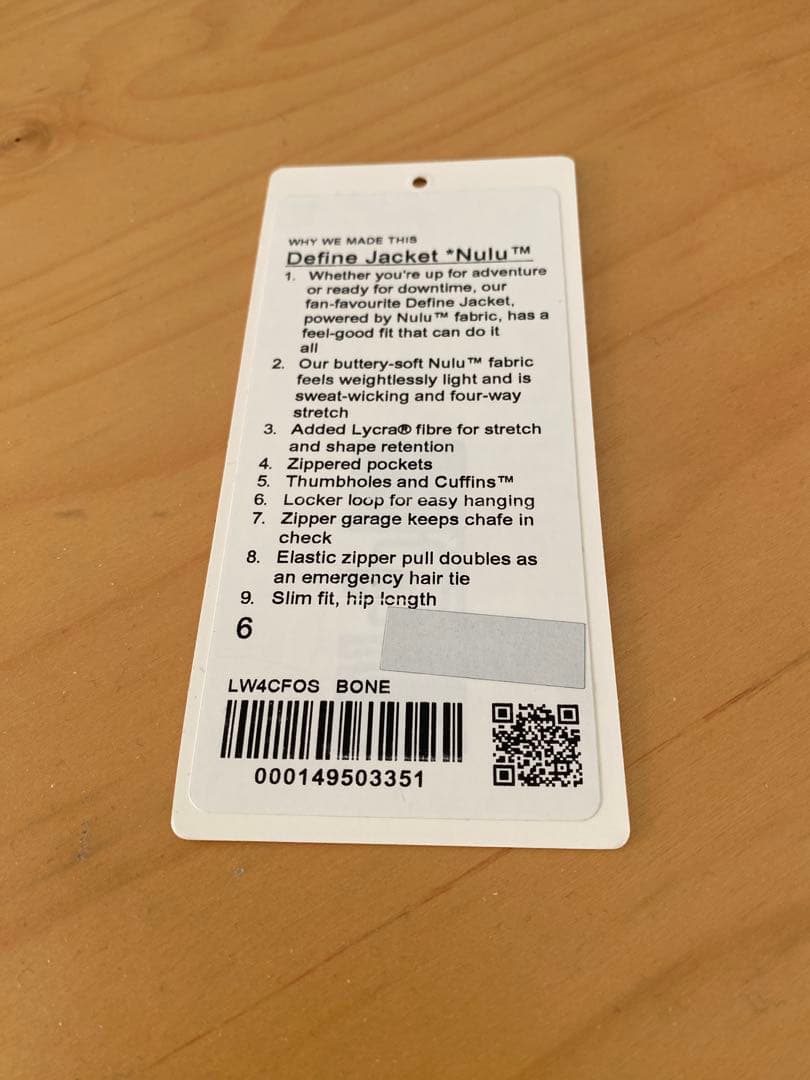 WHY WE MADE THIS
Define Jacket *Nulu™
1. Whether you're up for adventure
or ready for downtime, our
fan-favourite Define Jacket,
powered by Nulu™ fabric, has a
feel-good fit that can do it
all
2. Our buttery-soft Nulu™ fabric
feels weightlessly light and is
sweat-wicking and four-way
stretch
3. Added Lycra® fibre for stretch
and shape retention
4. Zippered pockets
5. Thumbholes and Cuffins™
6. Locker loop for easy hanging
7. Zipper garage keeps chafe in
check
8. Elastic zipper pull doubles as
an emergency hair tie
9. Slim fit, hip length
6
LW4CFOS BONE
000149503351